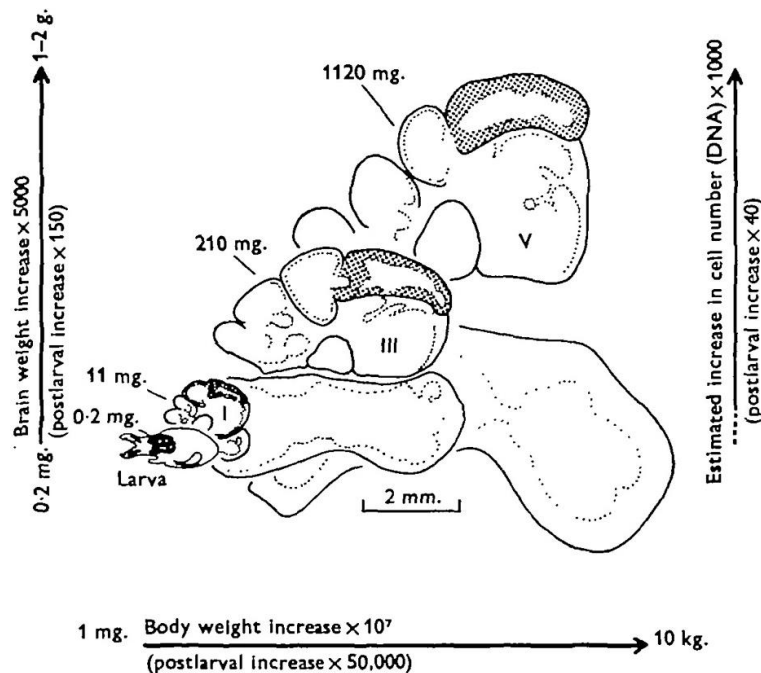 1–2 g.
Brain weight increase × 5000
(postlarval increase × 150)
0·2 mg.
1120 mg.
210 mg.
11 mg.
0·2 mg.
Larva
I
III
V
2 mm.
Estimated increase in cell number (DNA) × 1000
(postlarval increase × 40)
1 mg.
Body weight increase × 10⁷
10 kg.
(postlarval increase × 50,000)